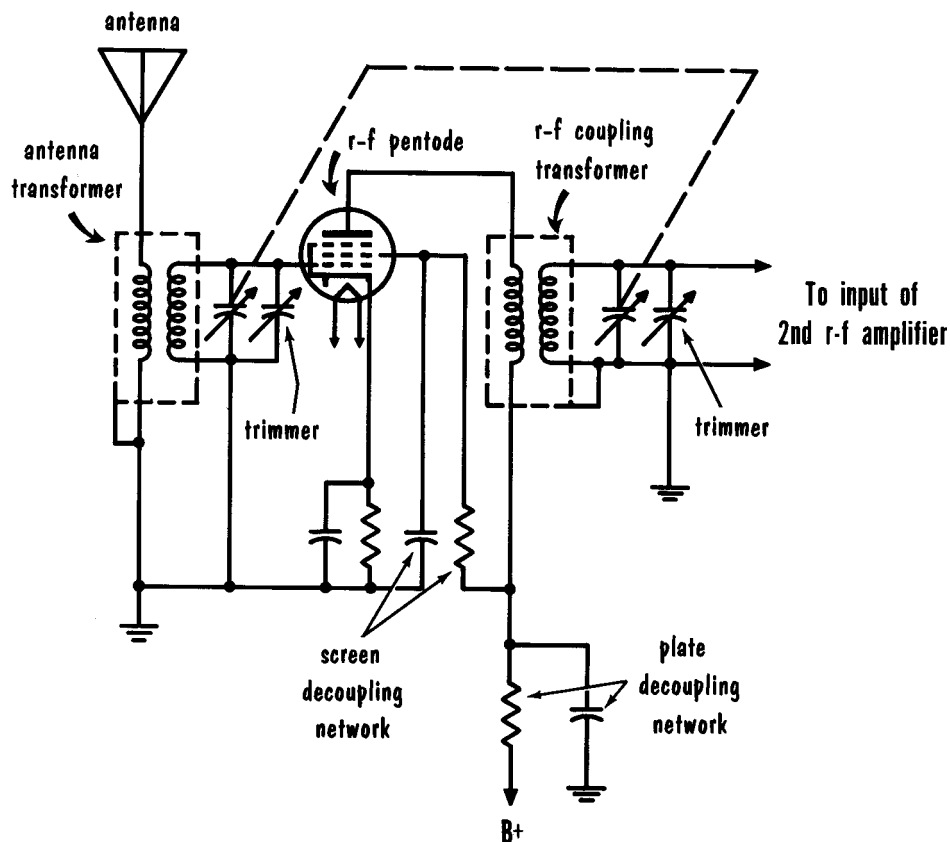 antenna
r-f pentode
r-f coupling
transformer
antenna
transformer
To input of
2nd r-f amplifier
trimmer
trimmer
screen
decoupling
network
plate
decoupling
network
B+